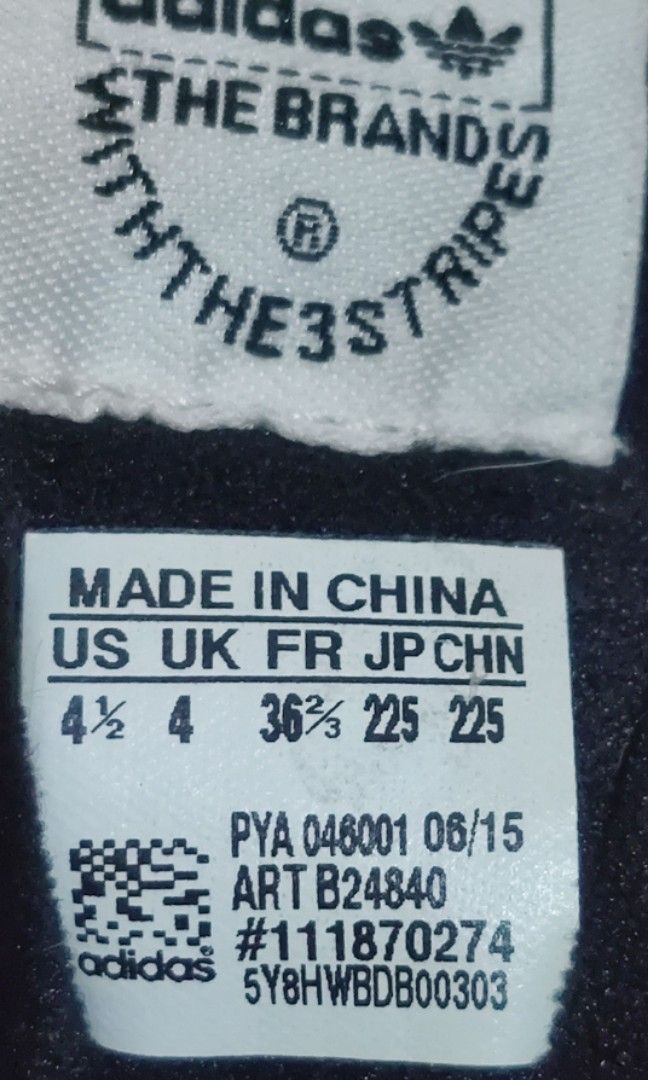 adidas
THE BRAND
WITH THE 3 STRIPES
®
MADE IN CHINA
US UK FR JP CHN
4½ 4 36⅔ 225 225
PYA 046001 06/15
ART B24840
#111870274
adidas®
5Y8HWBDB00303